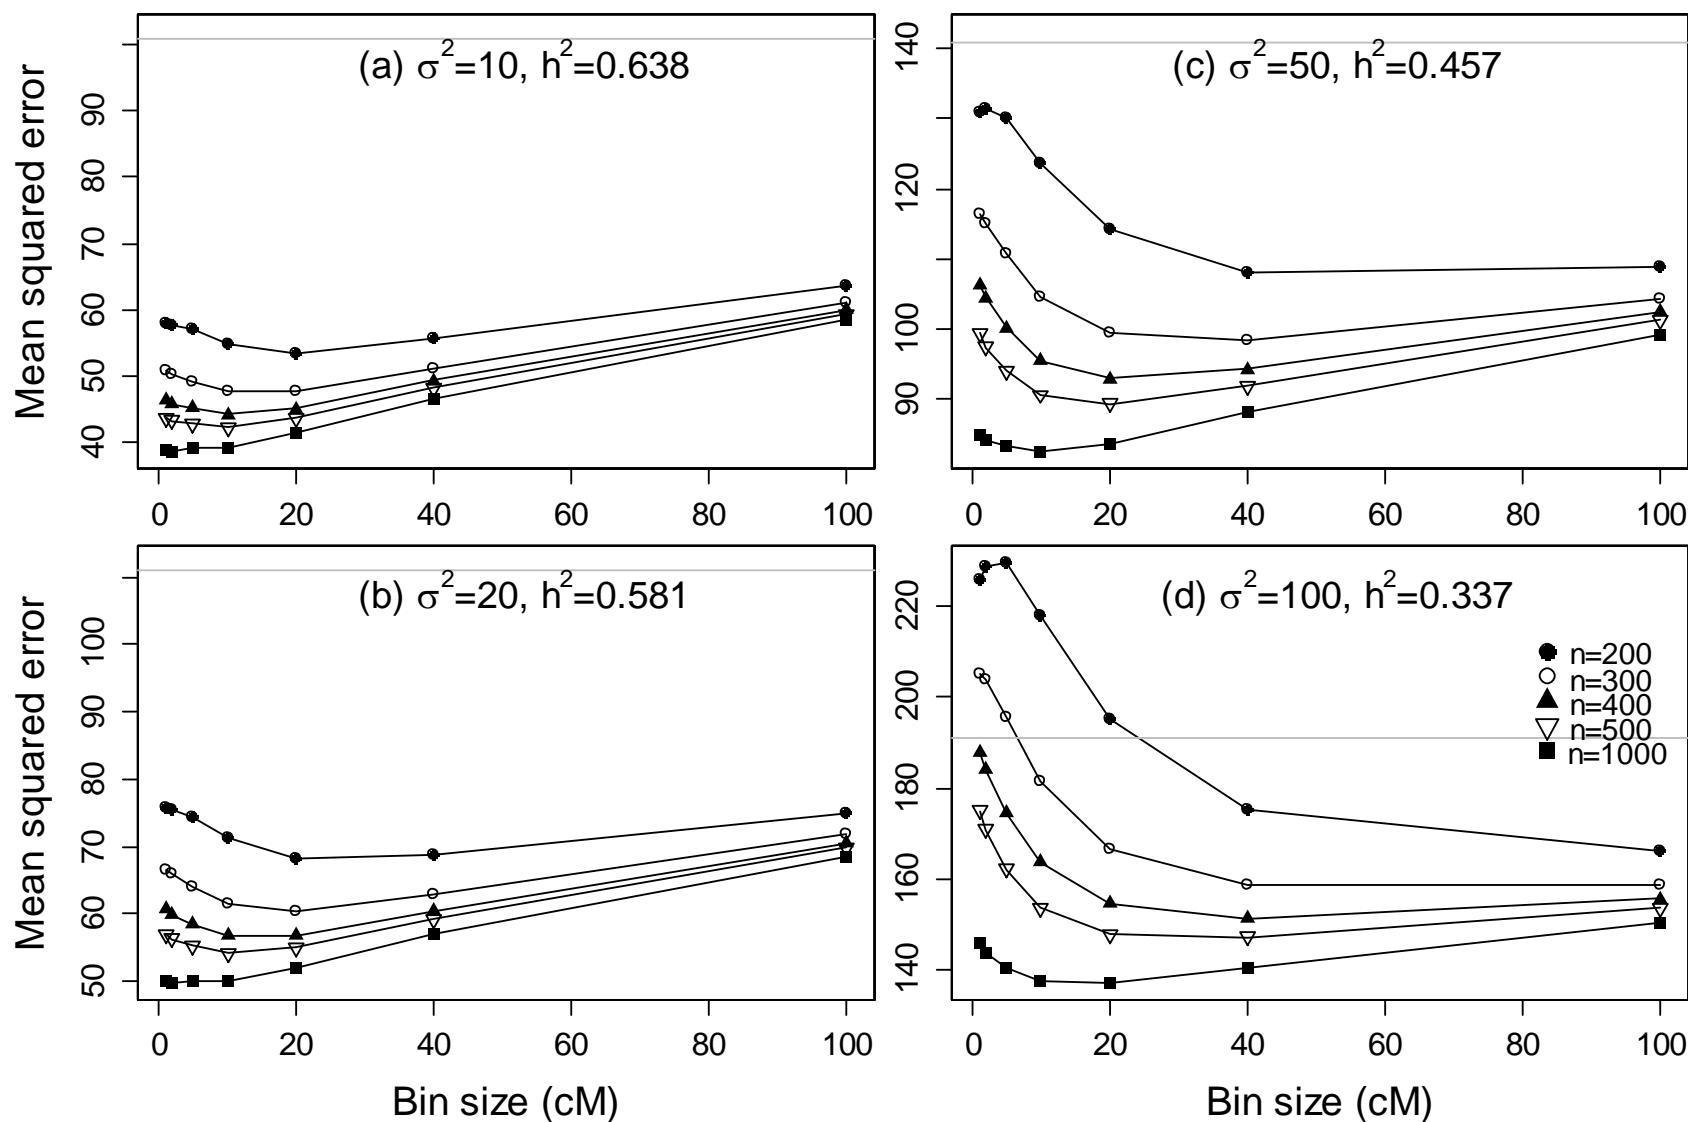 (a) σ²=10, h²=0.638
Mean squared error
90
80
70
60
50
40
0 20 40 60 80 100
(c) σ²=50, h²=0.457
140
120
100
90
0 20 40 60 80 100
(b) σ²=20, h²=0.581
Mean squared error
100
90
80
70
60
50
0 20 40 60 80 100
Bin size (cM)
(d) σ²=100, h²=0.337
220
200
180
160
140
n=200
n=300
n=400
n=500
n=1000
0 20 40 60 80 100
Bin size (cM)